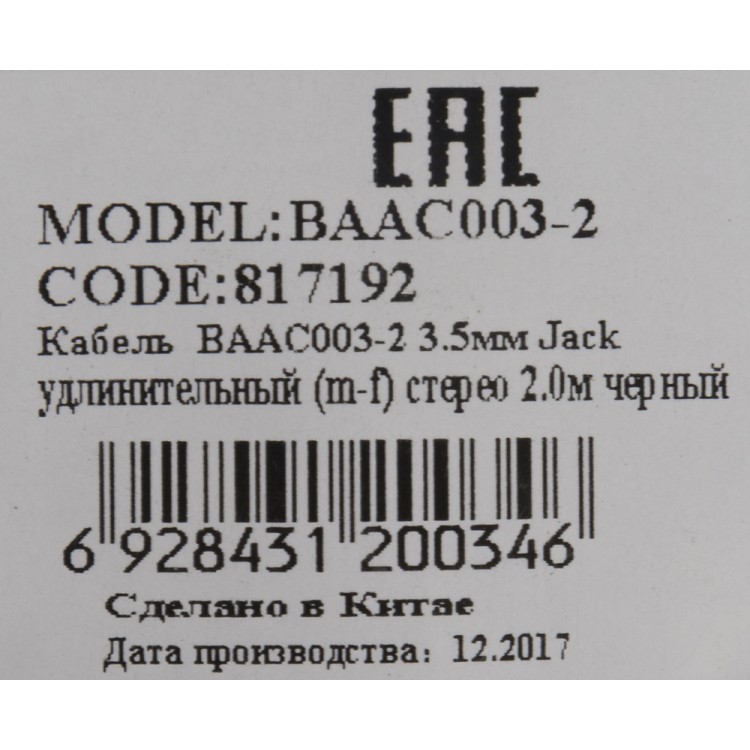 EAC
MODEL:BAAC003-2
CODE:817192
Кабель BAAC003-2 3.5мм Jack
удлинительный (m-f) стерео 2.0м черный
6 928431 200346
Сделано в Китае
Дата производства: 12.2017